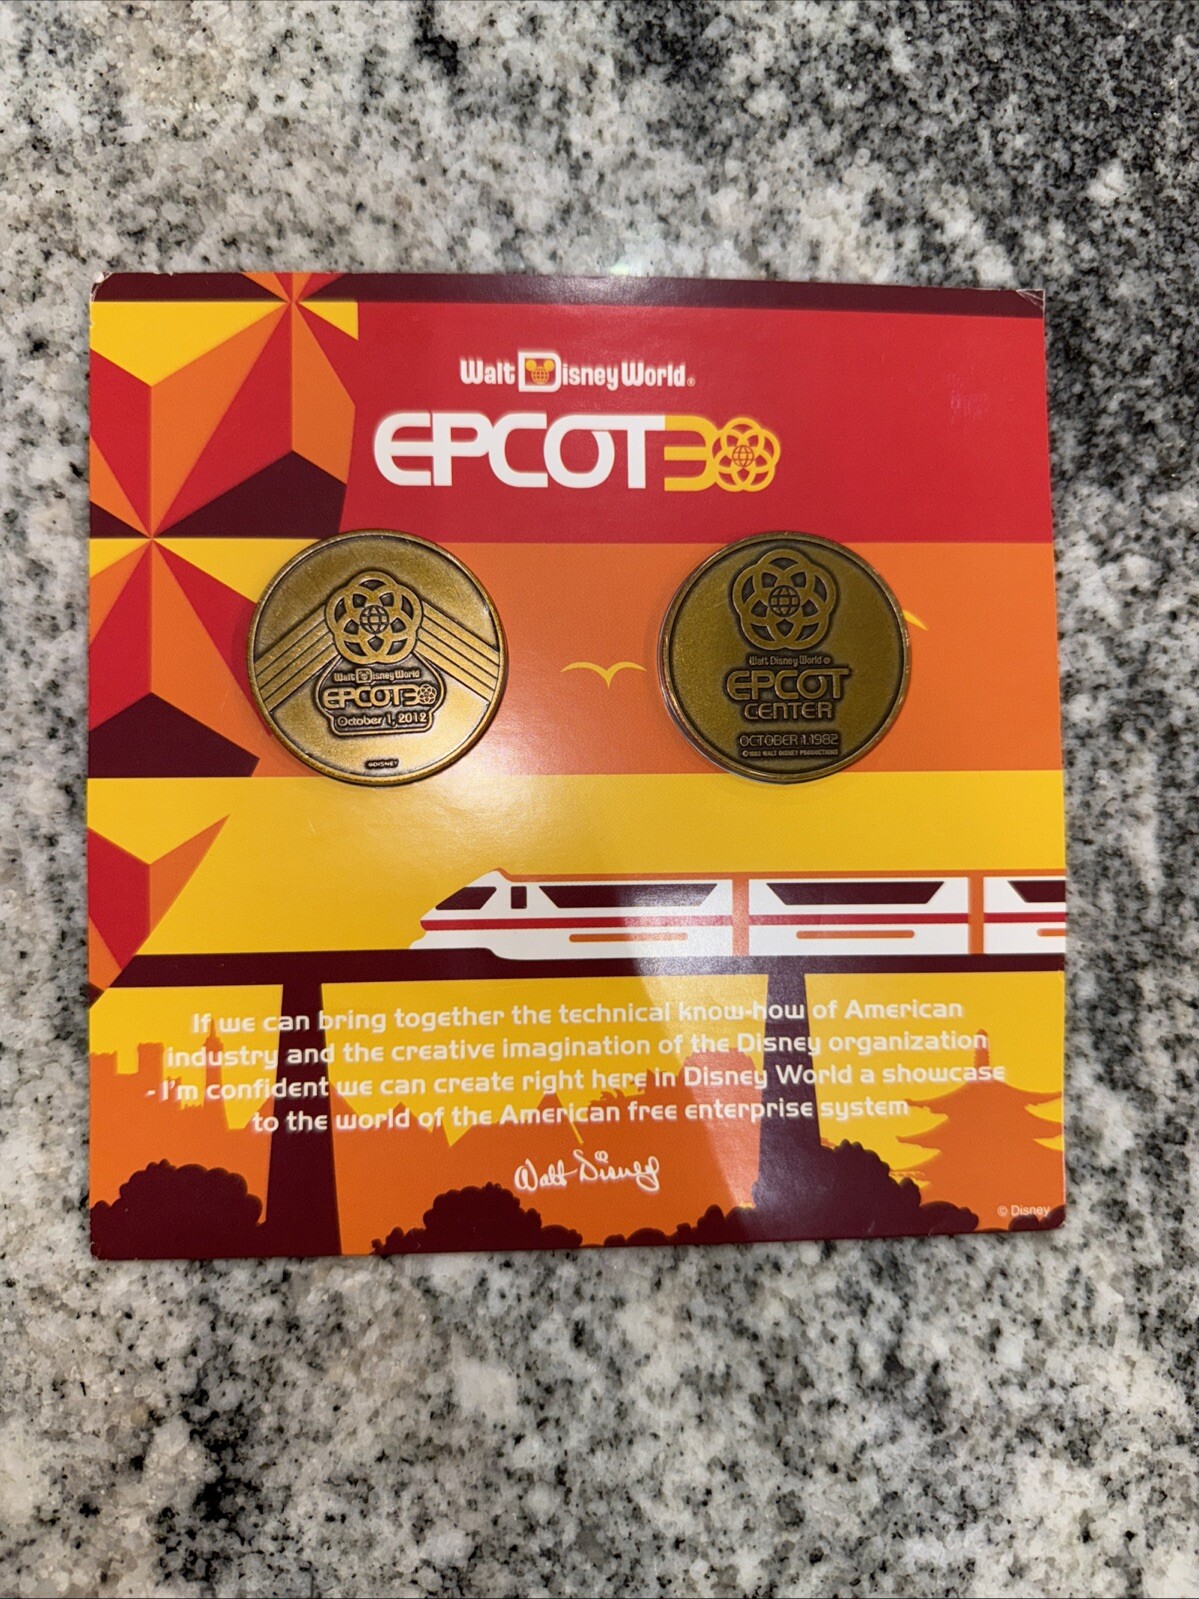 Walt Disney World®
EPCOT30
Walt Disney World
EPCOT30
October 1, 2012
©DISNEY
Walt Disney World ®
EPCOT
CENTER
OCTOBER 1, 1982
©1982 WALT DISNEY PRODUCTIONS
If we can bring together the technical know-how of American
industry and the creative imagination of the Disney organization
- I'm confident we can create right here in Disney World a showcase
to the world of the American free enterprise system
Walt Disney
© Disney